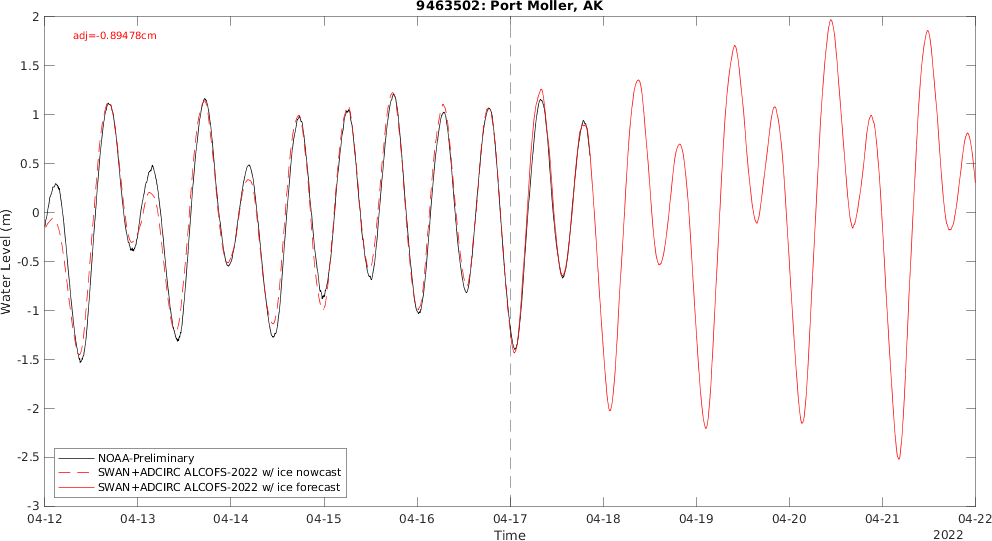 9463502: Port Moller, AK
adj=-0.89478cm
2
1.5
1
0.5
0
-0.5
-1
-1.5
-2
-2.5
-3
Water Level (m)
NOAA-Preliminary
SWAN+ADCIRC ALCOFS-2022 w/ ice nowcast
SWAN+ADCIRC ALCOFS-2022 w/ ice forecast
04-12 04-13 04-14 04-15 04-16 04-17 04-18 04-19 04-20 04-21 04-22
Time
2022